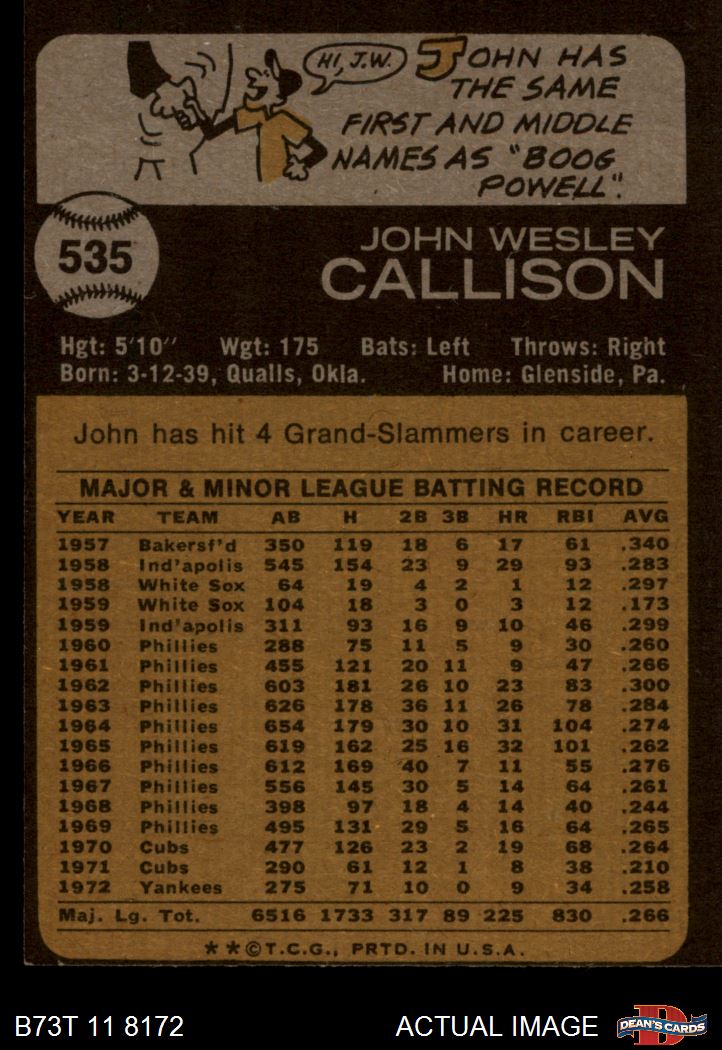 HI, J.W.
JOHN HAS
THE SAME
FIRST AND MIDDLE
NAMES AS "BOOG
POWELL".
535
JOHN WESLEY
CALLISON
Hgt: 5'10" Wgt: 175 Bats: Left Throws: Right
Born: 3-12-39, Qualls, Okla. Home: Glenside, Pa.
John has hit 4 Grand-Slammers in career.
MAJOR & MINOR LEAGUE BATTING RECORD
YEAR TEAM AB H 2B 3B HR RBI AVG
1957 Bakersf'd 350 119 18 6 17 61 .340
1958 Ind'apolis 545 154 23 9 29 93 .283
1958 White Sox 64 19 4 2 1 12 .297
1959 White Sox 104 18 3 0 3 12 .173
1959 Ind'apolis 311 93 16 9 10 46 .299
1960 Phillies 288 75 11 5 9 30 .260
1961 Phillies 455 121 20 11 9 47 .266
1962 Phillies 603 181 26 10 23 83 .300
1963 Phillies 626 178 36 11 26 78 .284
1964 Phillies 654 179 30 10 31 104 .274
1965 Phillies 619 162 25 16 32 101 .262
1966 Phillies 612 169 40 7 11 55 .276
1967 Phillies 556 145 30 5 14 64 .261
1968 Phillies 398 97 18 4 14 40 .244
1969 Phillies 495 131 29 5 16 64 .265
1970 Cubs 477 126 23 2 19 68 .264
1971 Cubs 290 61 12 1 8 38 .210
1972 Yankees 275 71 10 0 9 34 .258
Maj. Lg. Tot. 6516 1733 317 89 225 830 .266
**©T.C.G., PRTD. IN U.S.A.
B73T 11 8172 ACTUAL IMAGE
D
DEAN'S CARDS